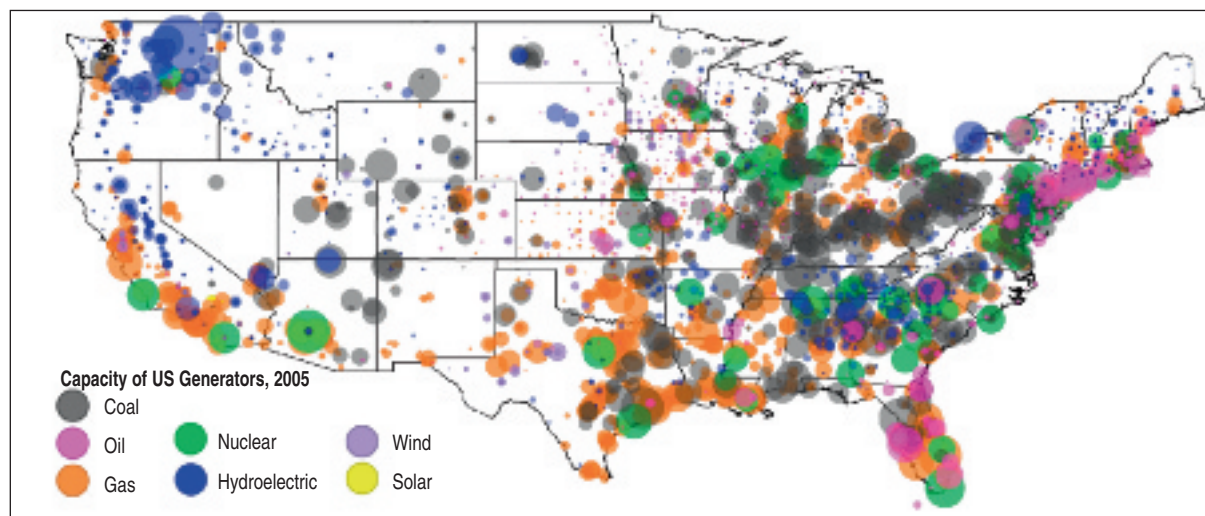 Capacity of US Generators, 2005
Coal
Oil
Nuclear
Wind
Gas
Hydroelectric
Solar